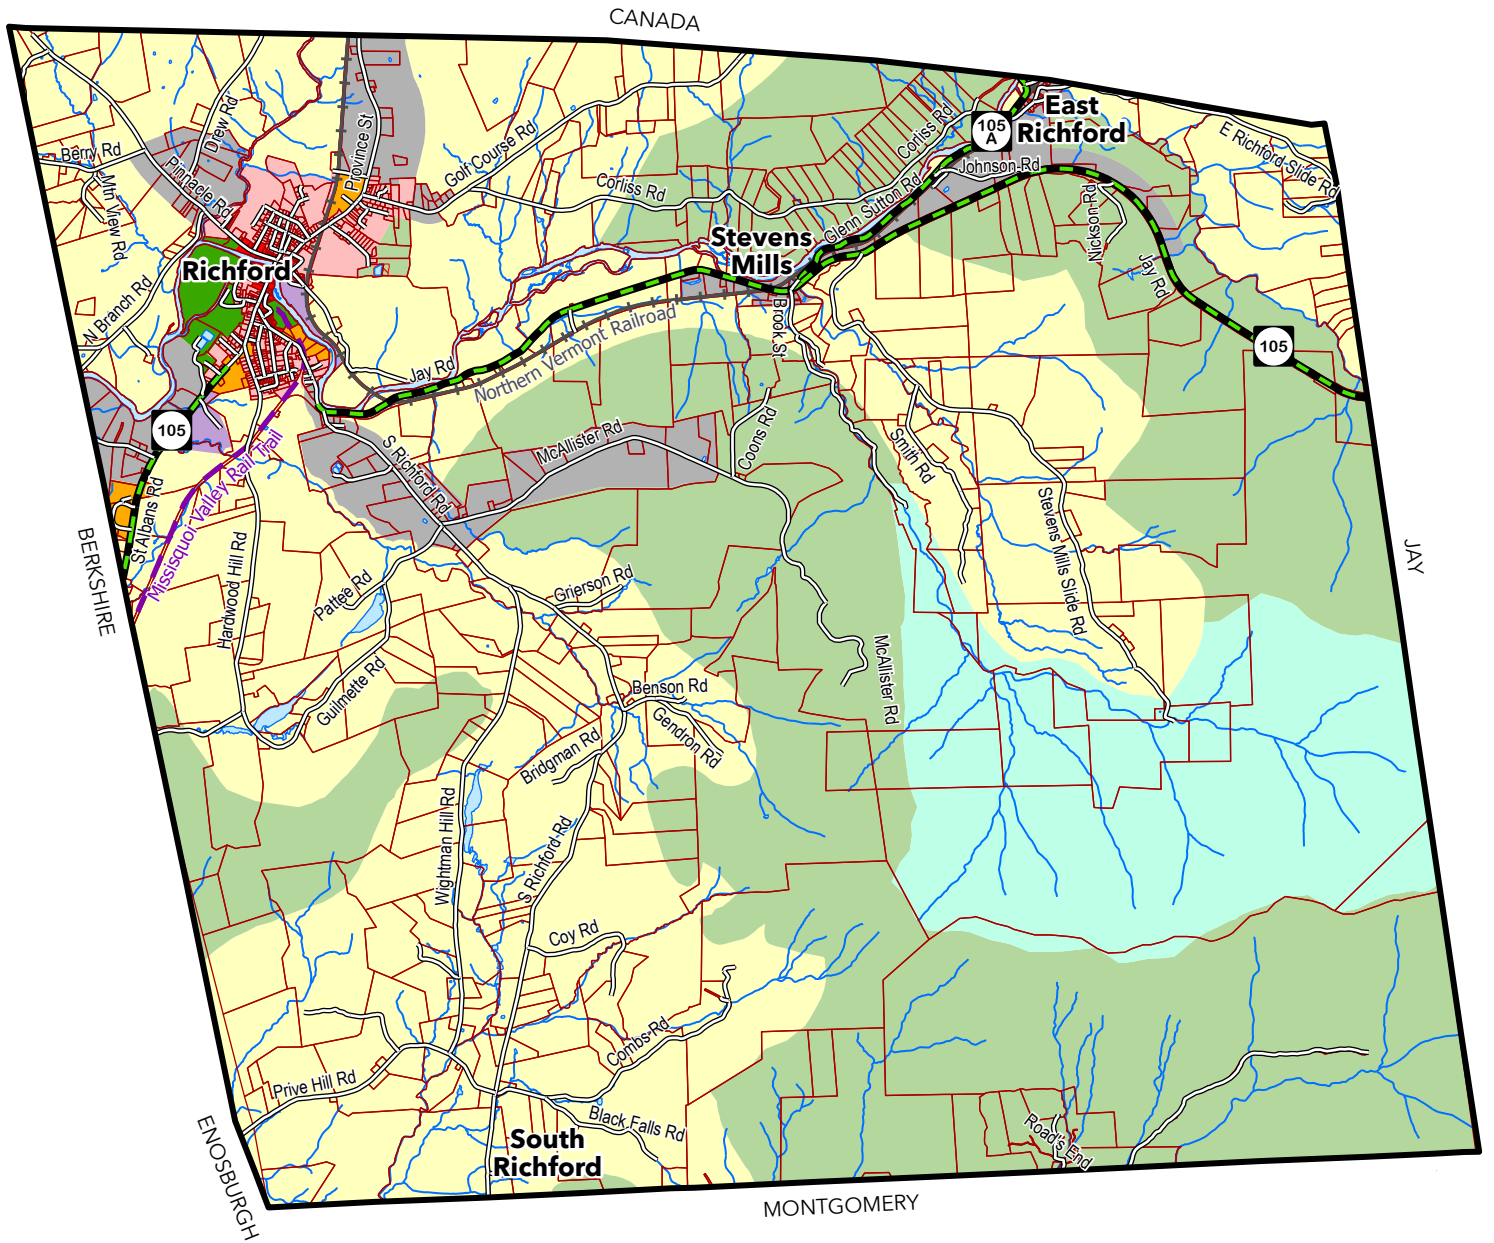 CANADA
East
Richford
105
A
E Richford Slide Rd
Drew Rd
Province St
Berry Rd
Pinnacle Rd
Golf Course Rd
Corliss Rd
Corliss Rd
Johnson Rd
Mtn View Rd
Glenn Sutton Rd
Nickson Rd
Stevens
Mills
Richford
Jay Rd
N Branch Rd
Brook St
Northern Vermont Railroad
105
Jay Rd
105
McAllister Rd
Coons Rd
S Richford Rd
Smith Rd
Missisquoi Valley Rail Trail
St Albans Rd
Stevens Mills Slide Rd
BERKSHIRE
JAY
Hardwood Hill Rd
Pattee Rd
Grierson Rd
McAllister Rd
Guilmette Rd
Benson Rd
Gendron Rd
Bridgman Rd
Wightman Hill Rd
S Richford Rd
Coy Rd
Combs Rd
Prive Hill Rd
Black Falls Rd
Road's End
South
Richford
ENOSBURGH
MONTGOMERY